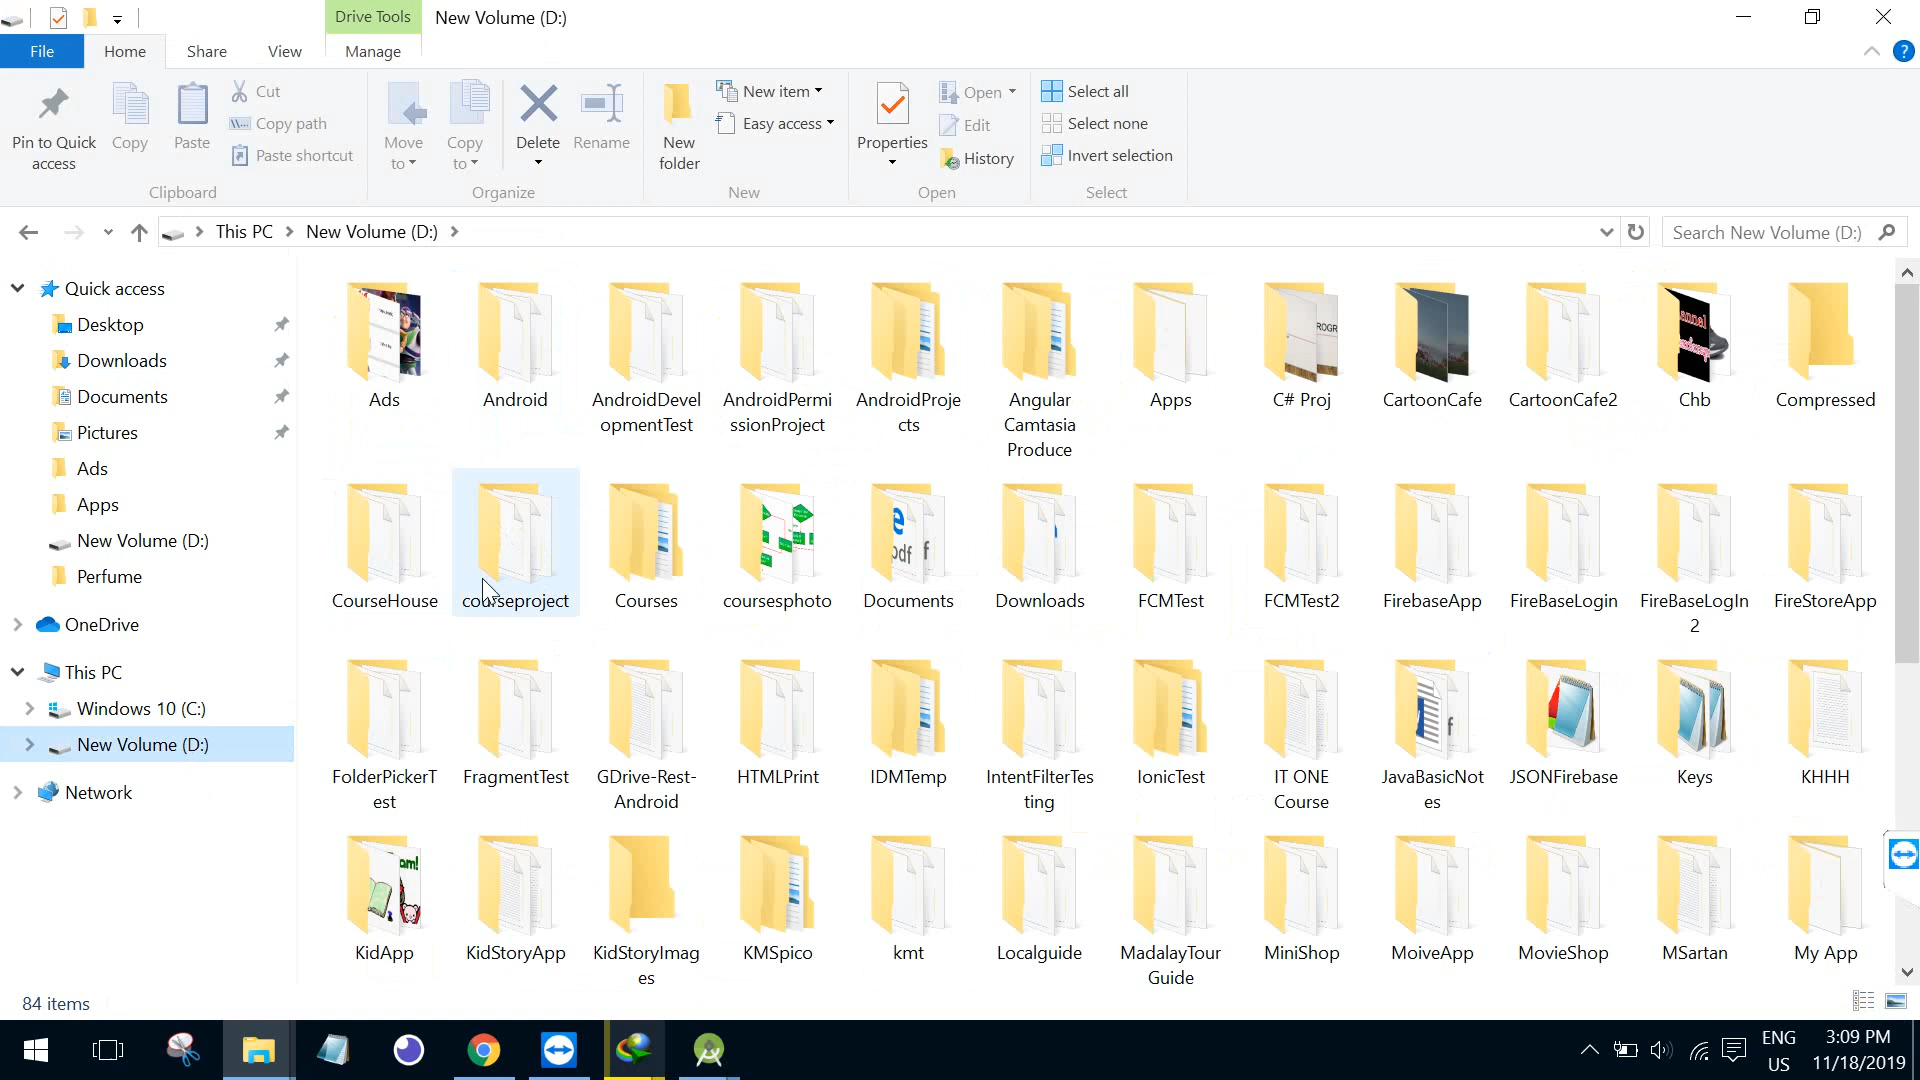 Drive Tools
New Volume (D:)
File
Home
Share
View
Manage
Pin to Quick
access
Copy
Paste
Cut
Copy path
Paste shortcut
Clipboard
Move
to
Copy
to
Delete
Rename
Organize
New
folder
New item
Easy access
New
Properties
Open
Edit
History
Open
Select all
Select none
Invert selection
Select
This PC
New Volume (D:)
Search New Volume (D:)
Quick access
Desktop
Downloads
Documents
Pictures
Ads
Apps
New Volume (D:)
Perfume
OneDrive
This PC
Windows 10 (C:)
New Volume (D:)
Network
Ads
Android
AndroidDevel
opmentTest
AndroidPermi
ssionProject
AndroidProje
cts
Angular
Camtasia
Produce
Apps
C# Proj
CartoonCafe
CartoonCafe2
Chb
Compressed
CourseHouse
courseproject
Courses
coursesphoto
Documents
Downloads
FCMTest
FCMTest2
FirebaseApp
FireBaseLogin
FireBaseLogIn
2
FireStoreApp
FolderPickerT
est
FragmentTest
GDrive-Rest-
Android
HTMLPrint
IDMTemp
IntentFilterTes
ting
IonicTest
IT ONE
Course
JavaBasicNot
es
JSONFirebase
Keys
KHHH
KidApp
KidStoryApp
KidStoryImag
es
KMSpico
kmt
Localguide
MadalayTour
Guide
MiniShop
MoiveApp
MovieShop
MSartan
My App
84 items
ENG
US
3:09 PM
11/18/2019